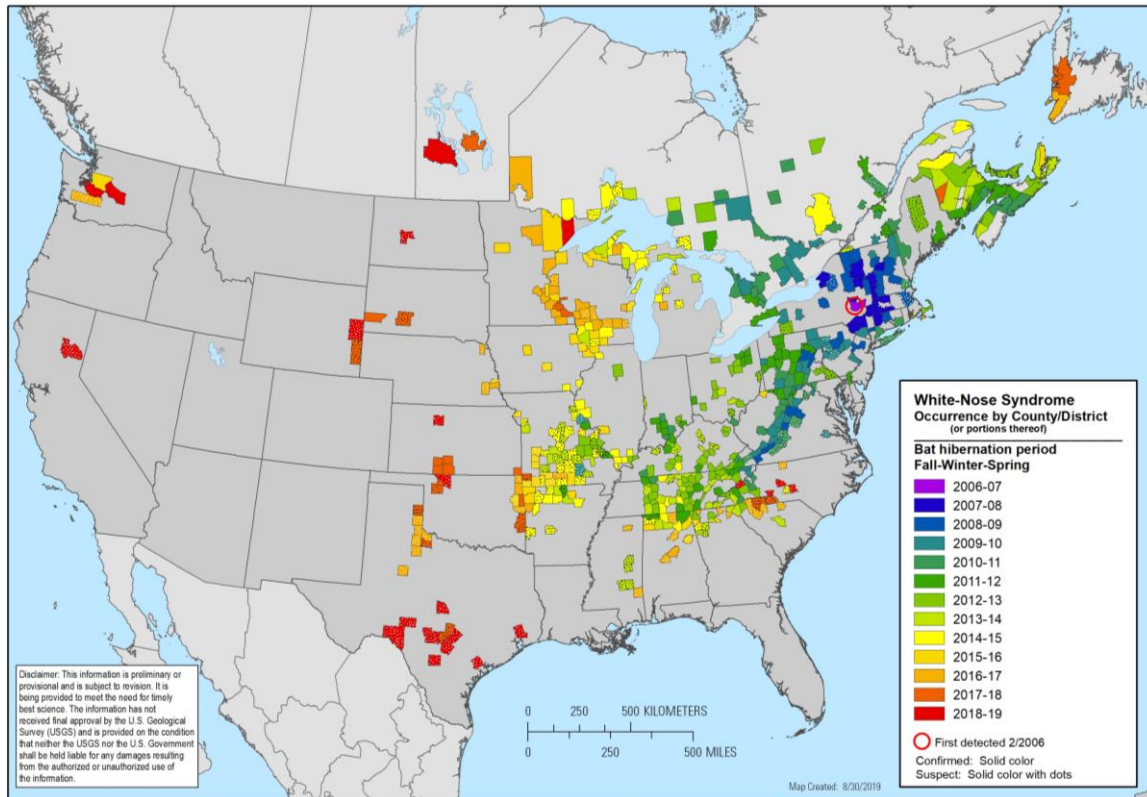 White-Nose Syndrome
Occurrence by County/District
(or portions thereof)
Bat hibernation period
Fall-Winter-Spring
2006-07
2007-08
2008-09
2009-10
2010-11
2011-12
2012-13
2013-14
2014-15
2015-16
2016-17
2017-18
2018-19
First detected 2/2006
Confirmed: Solid color
Suspect: Solid color with dots
Disclaimer: This information is preliminary or
provisional and is subject to revision. It is
being provided to meet the need for timely
best science. The information has not
received final approval by the U.S. Geological
Survey (USGS) and is provided on the condition
that neither the USGS nor the U.S. Government
shall be held liable for any damages resulting
from the authorized or unauthorized use of
the information.
0 250 500 KILOMETERS
0 250 500 MILES
Map Created: 8/30/2019